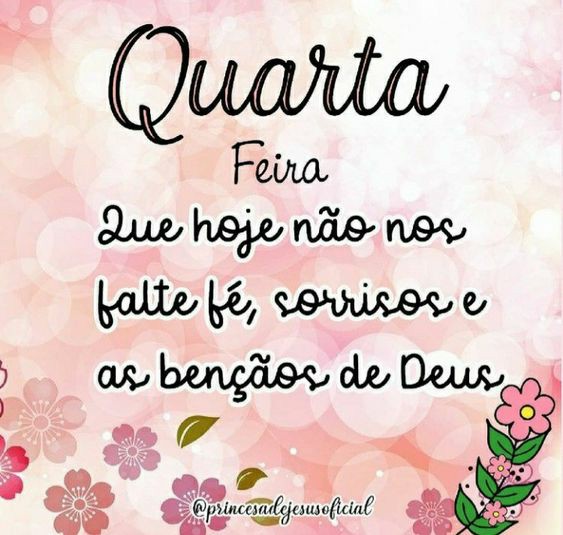 Quarta
Feira
Que hoje não nos
falte fé, sorrisos e
as bençãos de Deus
@princesadejesusoficial